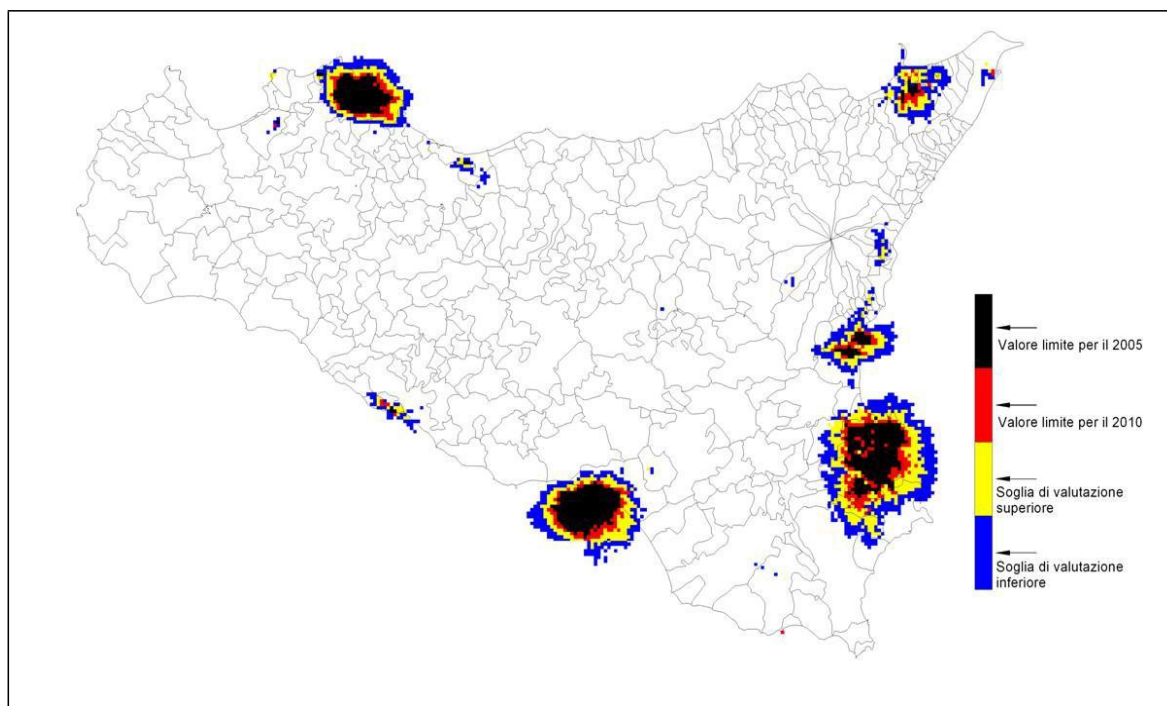 Valore limite per il 2005
Valore limite per il 2010
Soglia di valutazione
superiore
Soglia di valutazione
inferiore